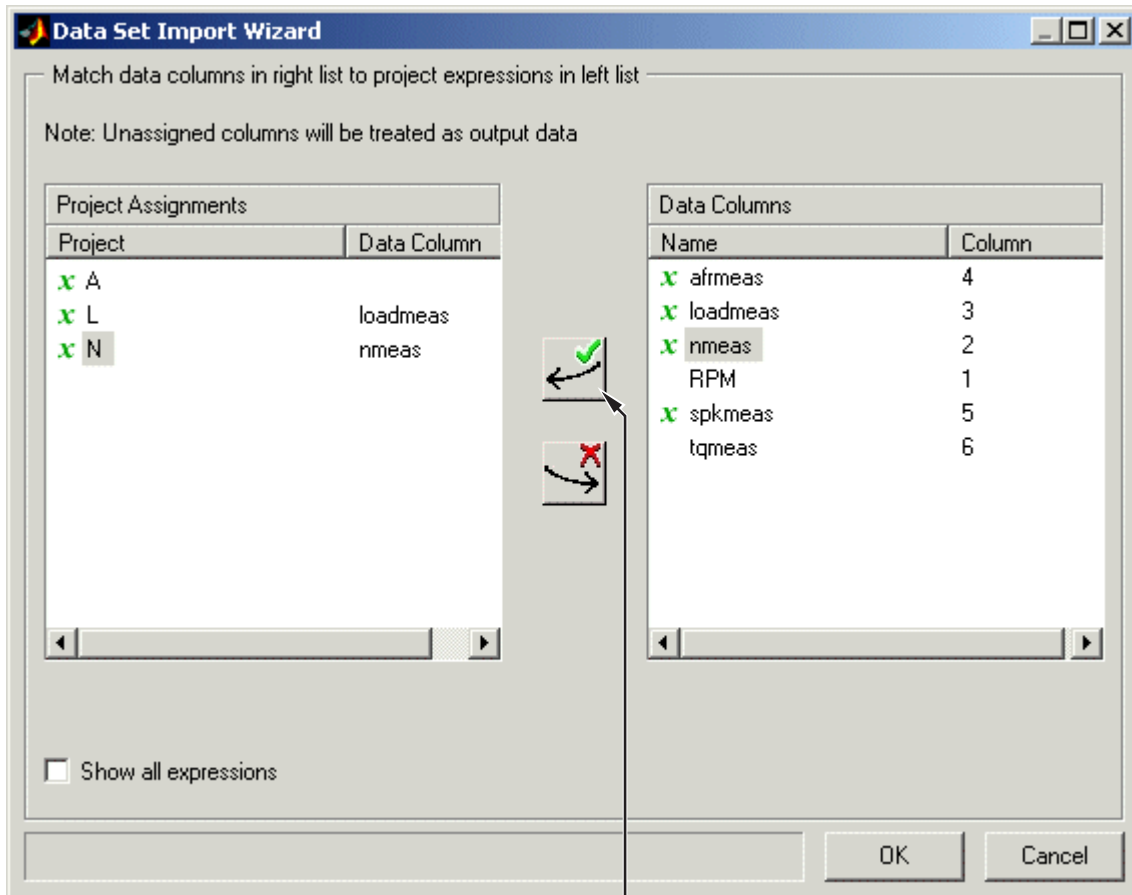 Data Set Import Wizard
Match data columns in right list to project expressions in left list
Note: Unassigned columns will be treated as output data
Project Assignments
Project Data Column
x A
x L loadmeas
x N nmeas
Data Columns
Name Column
x afrmeas 4
x loadmeas 3
x nmeas 2
RPM 1
x spkmeas 5
tqmeas 6
Show all expressions
OK Cancel